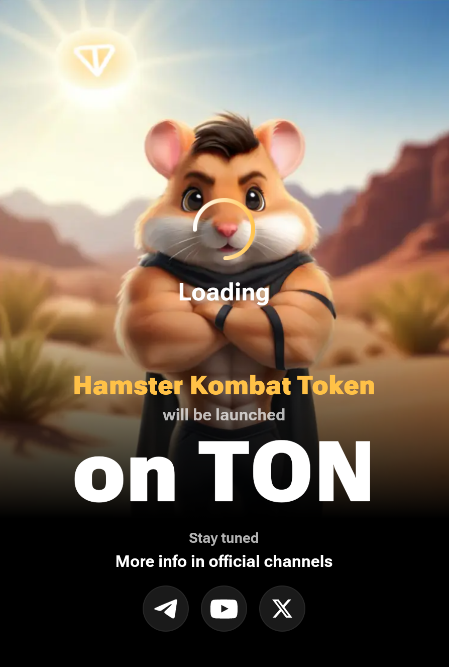 Loading
Hamster Kombat Token
will be launched
on TON
Stay tuned
More info in official channels